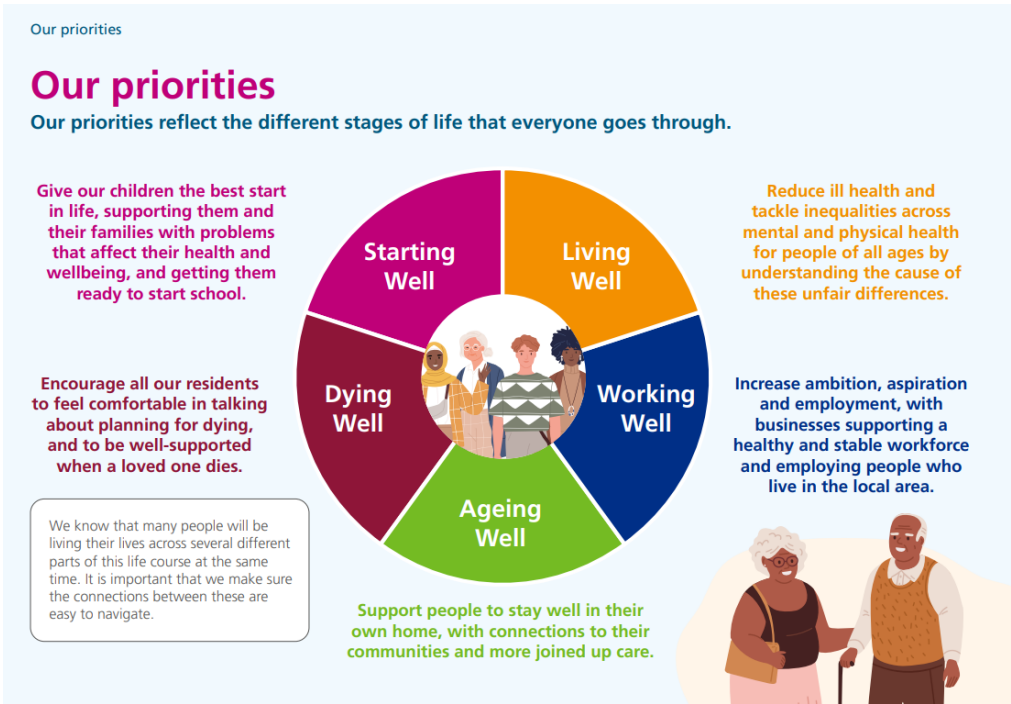 Our priorities
Our priorities
Our priorities reflect the different stages of life that everyone goes through.
Give our children the best start
in life, supporting them and
their families with problems
that affect their health and
wellbeing, and getting them
ready to start school.
Starting
Well
Living
Well
Reduce ill health and
tackle inequalities across
mental and physical health
for people of all ages by
understanding the cause of
these unfair differences.
Encourage all our residents
to feel comfortable in talking
about planning for dying,
and to be well-supported
when a loved one dies.
Dying
Well
Working
Well
Increase ambition, aspiration
and employment, with
businesses supporting a
healthy and stable workforce
and employing people who
live in the local area.
Ageing
Well
We know that many people will be
living their lives across several different
parts of this life course at the same
time. It is important that we make sure
the connections between these are
easy to navigate.
Support people to stay well in their
own home, with connections to their
communities and more joined up care.